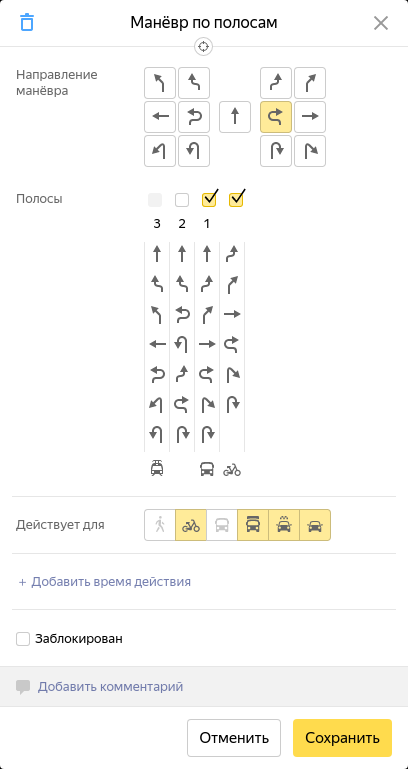 Манёвр по полосам
Направление
манёвра
Полосы
3 2 1
Действует для
+ Добавить время действия
Заблокирован
Добавить комментарий
Отменить Сохранить